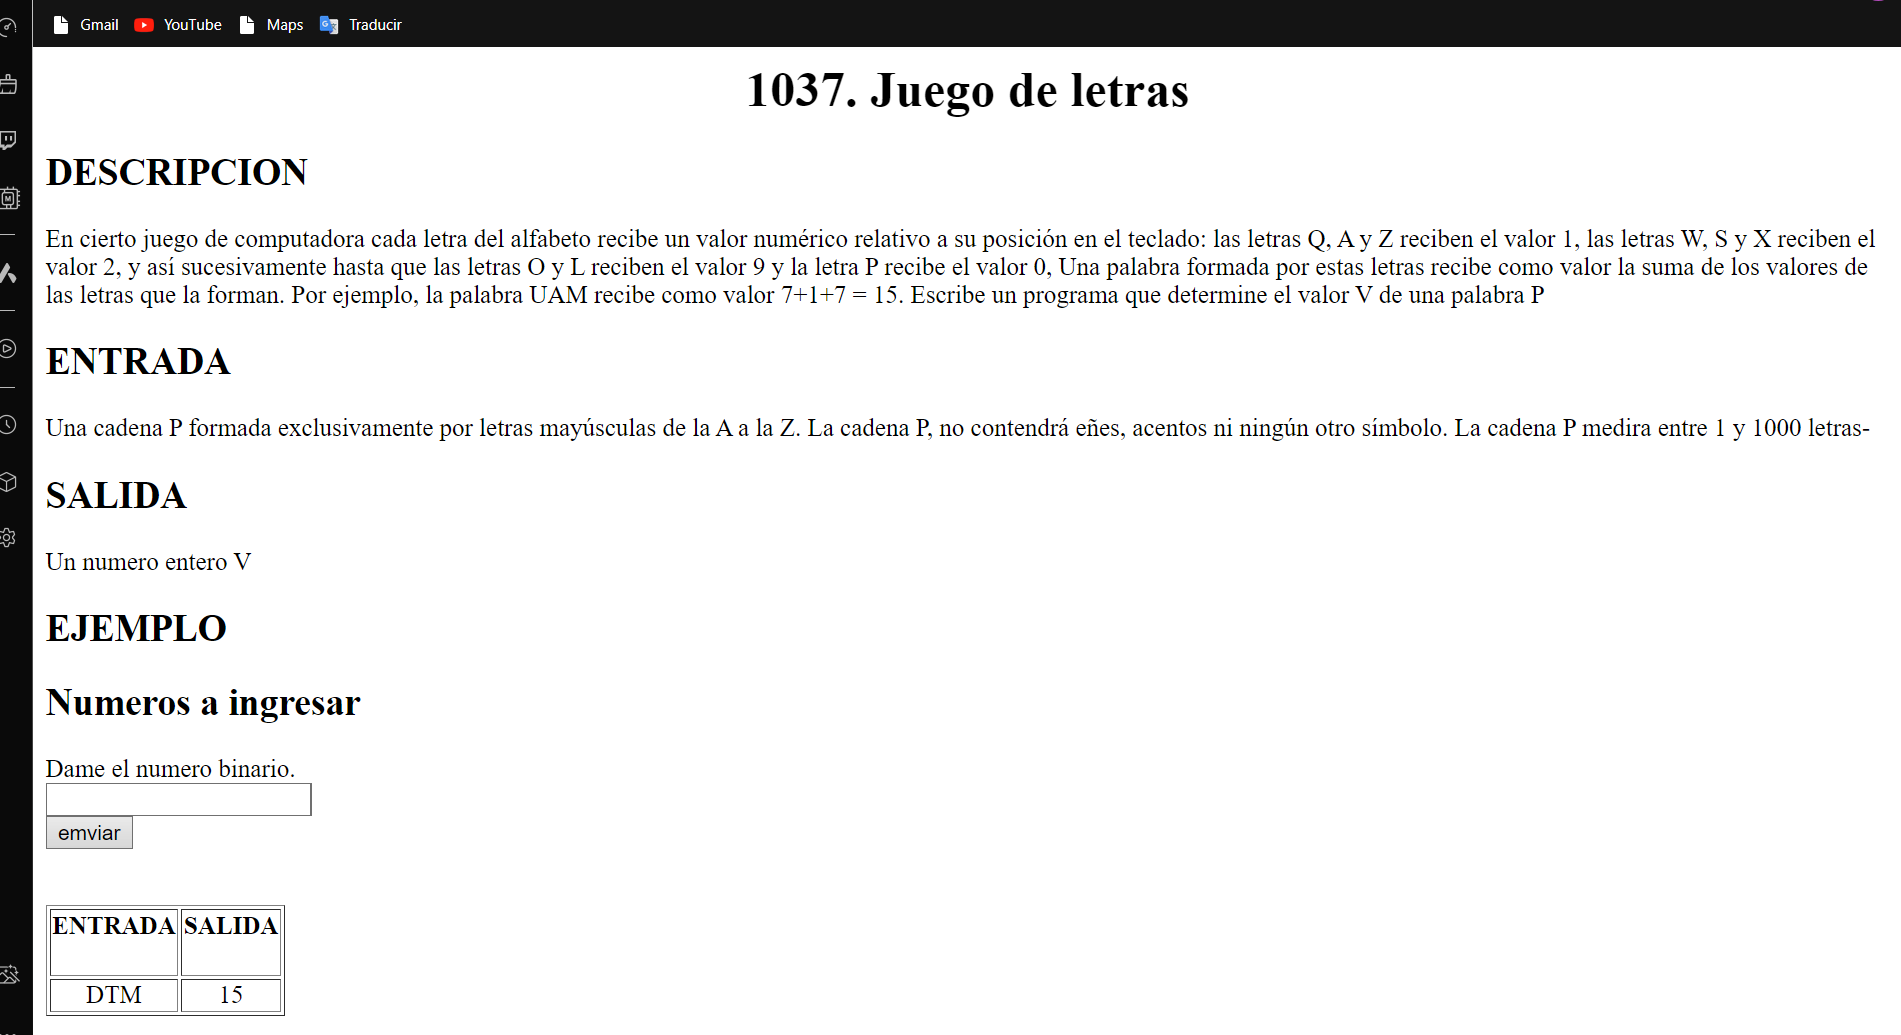 Gmail YouTube Maps Traducir
1037. Juego de letras
DESCRIPCION
En cierto juego de computadora cada letra del alfabeto recibe un valor numérico relativo a su posición en el teclado: las letras Q, A y Z reciben el valor 1, las letras W, S y X reciben el
valor 2, y así sucesivamente hasta que las letras O y L reciben el valor 9 y la letra P recibe el valor 0, Una palabra formada por estas letras recibe como valor la suma de los valores de
las letras que la forman. Por ejemplo, la palabra UAM recibe como valor 7+1+7 = 15. Escribe un programa que determine el valor V de una palabra P
ENTRADA
Una cadena P formada exclusivamente por letras mayúsculas de la A a la Z. La cadena P, no contendrá eñes, acentos ni ningún otro símbolo. La cadena P medira entre 1 y 1000 letras-
SALIDA
Un numero entero V
EJEMPLO
Numeros a ingresar
Dame el numero binario.
emviar
ENTRADA SALIDA
DTM 15